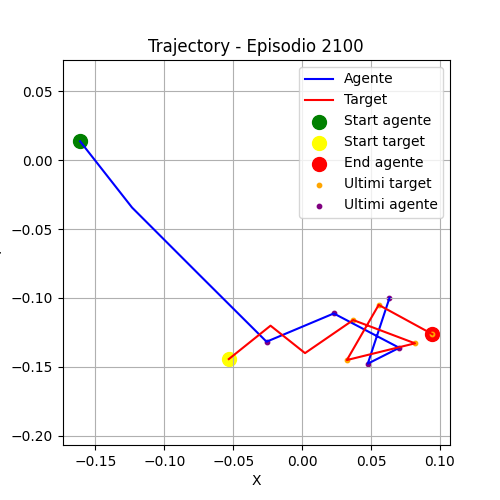 Trajectory - Episodio 2100
Agente
Target
Start agente
Start target
End agente
Ultimi target
Ultimi agente
0.05
0.00
−0.05
−0.10
−0.15
−0.20
−0.15
−0.10
−0.05
0.00
0.05
0.10
X